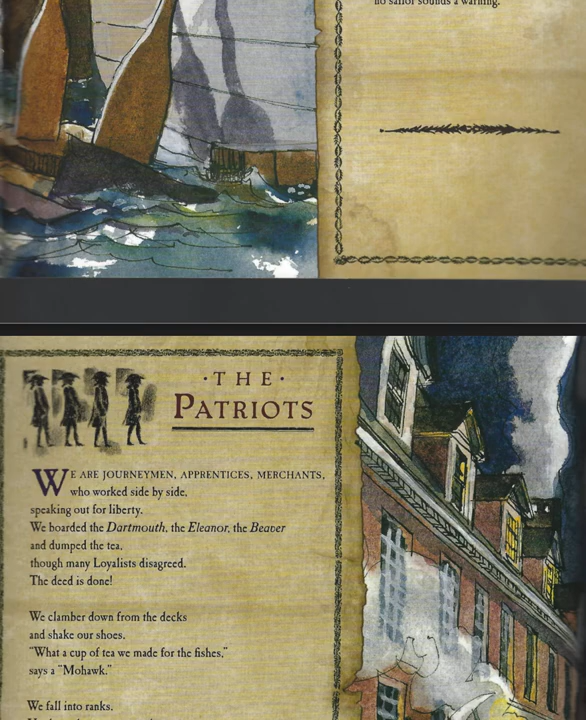 no sailor sounds a warning.
·THE·
PATRIOTS
WE ARE JOURNEYMEN, APPRENTICES, MERCHANTS,
who worked side by side,
speaking out for liberty.
We boarded the Dartmouth, the Eleanor, the Beaver
and dumped the tea,
though many Loyalists disagreed.
The deed is done!
We clamber down from the decks
and shake our shoes.
"What a cup of tea we made for the fishes,"
says a "Mohawk."
We fall into ranks.